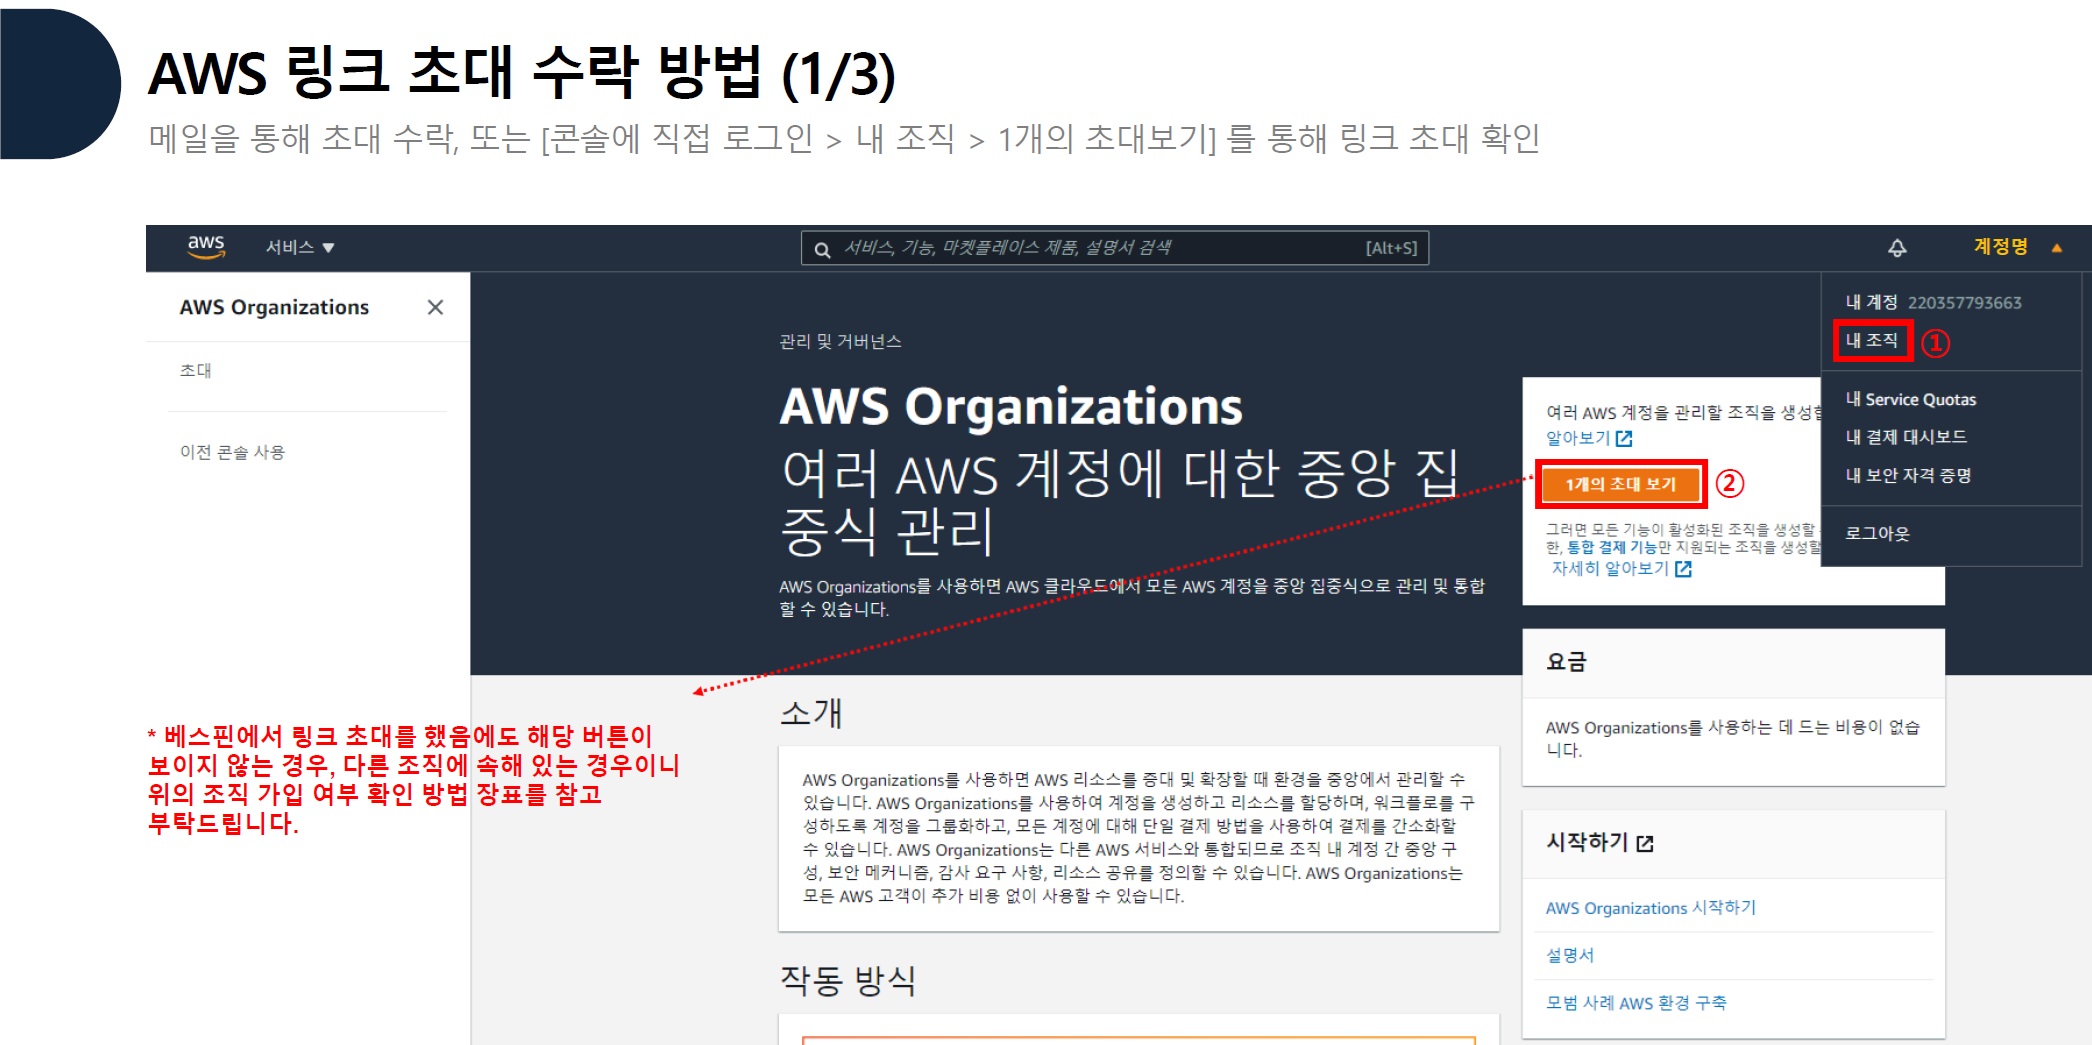 AWS 링크 초대 수락 방법 (1/3)
메일을 통해 초대 수락, 또는 [콘솔에 직접 로그인 > 내 조직 > 1개의 초대보기] 를 통해 링크 초대 확인
aws
서비스 ▼
서비스, 기능, 마켓플레이스 제품, 설명서 검색
[Alt+S]
계정명 ▲
내 계정 220357793663
내 조직 ①
내 Service Quotas
내 결제 대시보드
내 보안 자격 증명
로그아웃
AWS Organizations ×
초대
이전 콘솔 사용
관리 및 거버넌스
AWS Organizations
여러 AWS 계정에 대한 중앙 집
중식 관리
AWS Organizations를 사용하면 AWS 클라우드에서 모든 AWS 계정을 중앙 집중식으로 관리 및 통합
할 수 있습니다.
여러 AWS 계정을 관리할 조직을 생성할
알아보기
1개의 초대 보기 ②
그러면 모든 기능이 활성화된 조직을 생성할
한, 통합 결제 기능만 지원되는 조직을 생성할
자세히 알아보기
* 베스핀에서 링크 초대를 했음에도 해당 버튼이
보이지 않는 경우, 다른 조직에 속해 있는 경우이니
위의 조직 가입 여부 확인 방법 장표를 참고
부탁드립니다.
소개
AWS Organizations를 사용하면 AWS 리소스를 증대 및 확장할 때 환경을 중앙에서 관리할 수
있습니다. AWS Organizations를 사용하여 계정을 생성하고 리소스를 할당하며, 워크플로를 구
성하도록 계정을 그룹화하고, 모든 계정에 대해 단일 결제 방법을 사용하여 결제를 간소화할
수 있습니다. AWS Organizations는 다른 AWS 서비스와 통합되므로 조직 내 계정 간 중앙 구
성, 보안 메커니즘, 감사 요구 사항, 리소스 공유를 정의할 수 있습니다. AWS Organizations는
모든 AWS 고객이 추가 비용 없이 사용할 수 있습니다.
작동 방식
요금
AWS Organizations를 사용하는 데 드는 비용이 없습
니다.
시작하기
AWS Organizations 시작하기
설명서
모범 사례 AWS 환경 구축